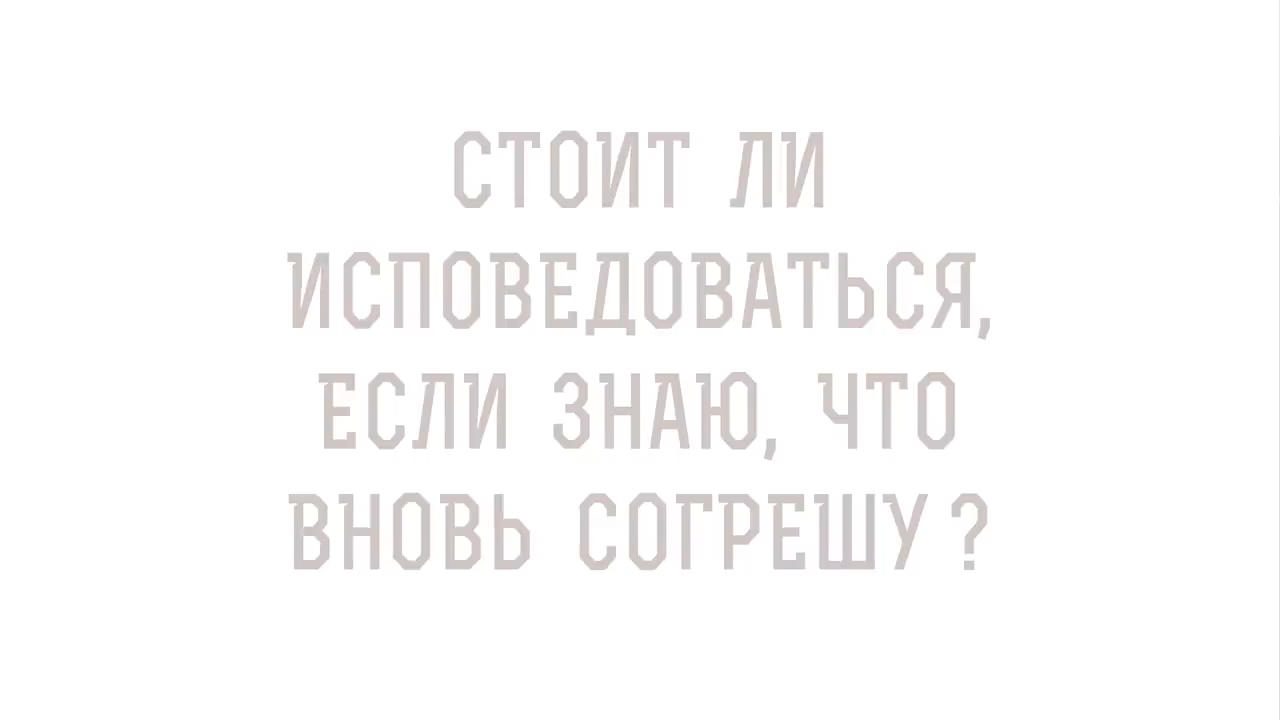 СТОИТ ЛИ
ИСПОВЕДОВАТЬСЯ,
ЕСЛИ ЗНАЮ, ЧТО
ВНОВЬ СОГРЕШУ?